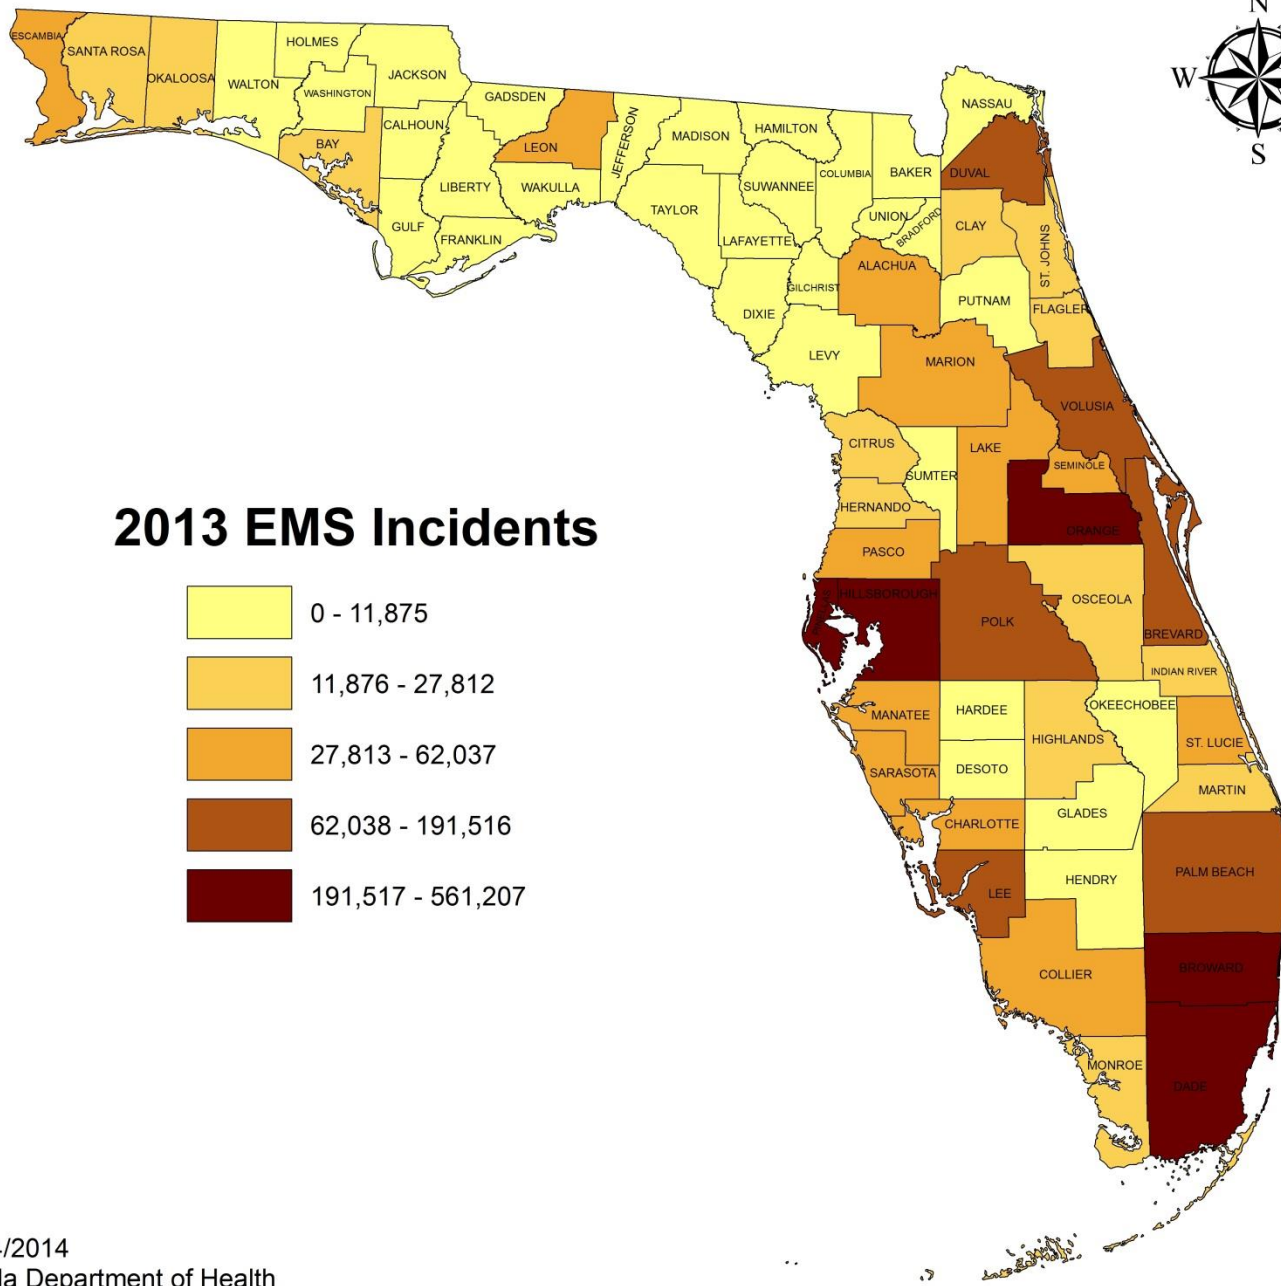 N
W
S
ESCAMBIA
SANTA ROSA
OKALOOSA
WALTON
HOLMES
WASHINGTON
JACKSON
BAY
CALHOUN
GULF
GADSDEN
LIBERTY
FRANKLIN
LEON
WAKULLA
JEFFERSON
MADISON
TAYLOR
HAMILTON
SUWANNEE
LAFAYETTE
DIXIE
COLUMBIA
GILCHRIST
LEVY
BAKER
UNION
BRADFORD
ALACHUA
NASSAU
DUVAL
CLAY
ST. JOHNS
PUTNAM
FLAGLER
MARION
VOLUSIA
CITRUS
SUMTER
LAKE
SEMINOLE
HERNANDO
ORANGE
PASCO
HILLSBOROUGH
POLK
OSCEOLA
BREVARD
INDIAN RIVER
MANATEE
HARDEE
HIGHLANDS
OKEECHOBEE
ST. LUCIE
SARASOTA
DESOTO
MARTIN
CHARLOTTE
GLADES
LEE
HENDRY
PALM BEACH
COLLIER
BROWARD
MONROE
DADE
2013 EMS Incidents
0 - 11,875
11,876 - 27,812
27,813 - 62,037
62,038 - 191,516
191,517 - 561,207
/2014
da Department of Health